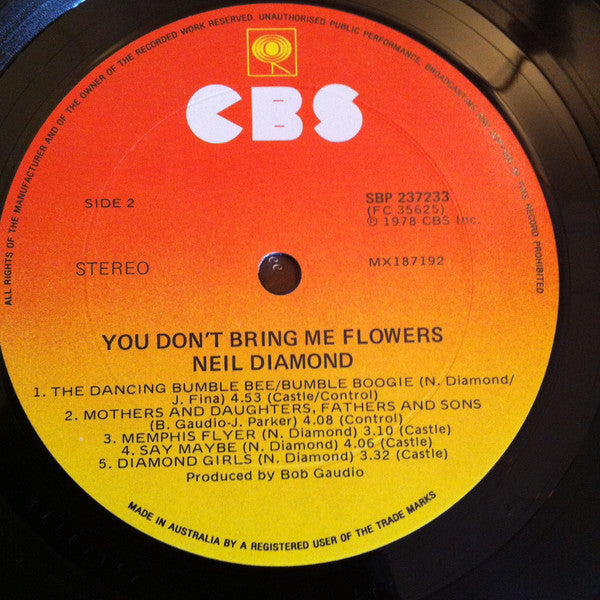 ALL RIGHTS OF THE MANUFACTURER AND OF THE OWNER OF THE RECORDED WORK RESERVED. UNAUTHORISED PUBLIC PERFORMANCE, BROADCASTING AND COPYING OF THIS RECORD PROHIBITED
CBS
SIDE 2
SBP 237233
(FC 35625)
℗ 1978 CBS Inc.
STEREO
MX187192
YOU DON'T BRING ME FLOWERS
NEIL DIAMOND
1. THE DANCING BUMBLE BEE/BUMBLE BOOGIE (N. Diamond/
J. Fina) 4.53 (Castle/Control)
2. MOTHERS AND DAUGHTERS, FATHERS AND SONS
(B. Gaudio-J. Parker) 4.08 (Control)
3. MEMPHIS FLYER (N. Diamond) 3.10 (Castle)
4. SAY MAYBE (N. Diamond) 4.06 (Castle)
5. DIAMOND GIRLS (N. Diamond) 3.32 (Castle)
Produced by Bob Gaudio
MADE IN AUSTRALIA BY A REGISTERED USER OF THE TRADE MARKS